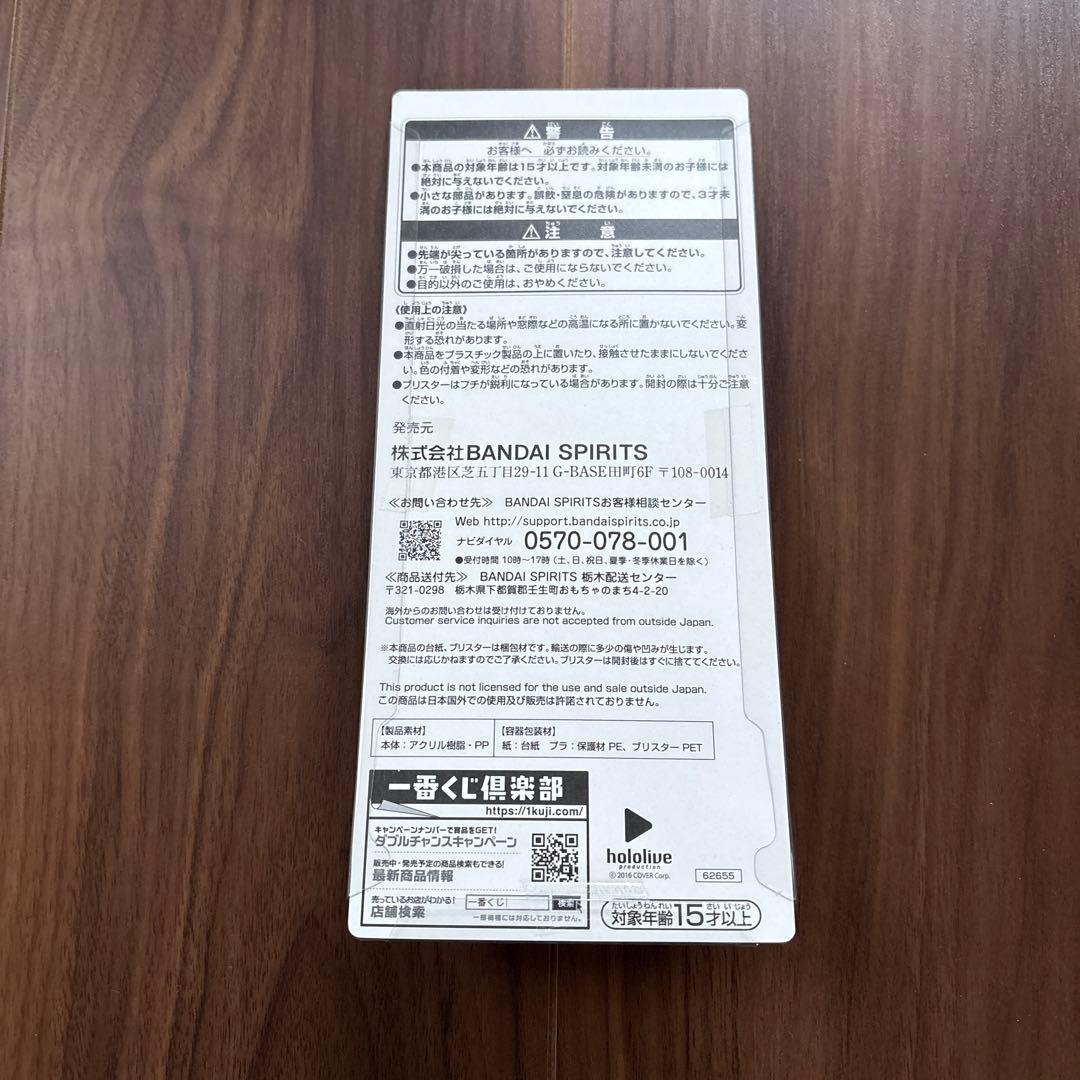 ⚠警 告
お客様へ 必ずお読みください。
●本商品の対象年齢は15才以上です。対象年齢未満のお子様には
絶対に与えないでください。
●小さな部品があります。誤飲・窒息の危険がありますので、3才未
満のお子様には絶対に与えないでください。
⚠注 意
●先端が尖っている箇所がありますので、注意してください。
●万一破損した場合は、ご使用にならないでください。
●目的以外のご使用は、おやめください。
《使用上の注意》
●直射日光の当たる場所や窓際などの高温になる所に置かないでください。変
形する恐れがあります。
●本商品をプラスチック製品の上に置いたり、接触させたままにしないでくださ
い。色の付着や変形などの恐れがあります。
●ブリスターはフチが鋭利になっている場合があります。開封の際は十分ご注意
ください。
発売元
株式会社BANDAI SPIRITS
東京都港区芝五丁目29-11 G-BASE田町6F 〒108-0014
≪お問い合わせ先≫ BANDAI SPIRITSお客様相談センター
Web http://support.bandaispirits.co.jp
ナビダイヤル 0570-078-001
●受付時間 10時〜17時（土、日、祝日、夏季・冬季休業日を除く）
≪商品送付先≫ BANDAI SPIRITS 栃木配送センター
〒321-0298 栃木県下都賀郡壬生町おもちゃのまち4-2-20
海外からのお問い合わせは受け付けておりません。
Customer service inquiries are not accepted from outside Japan.
※本商品の台紙、ブリスターは梱包材です。輸送の際に多少の傷や凹みが生じます。
交換には応じかねますのでご了承ください。ブリスターは開封後はすぐに捨ててください。
This product is not licensed for the use and sale outside Japan.
この商品は日本国外での使用及び販売は許諾されておりません。
【製品素材】
本体：アクリル樹脂・PP
【容器包装材】
紙：台紙 プラ：保護材 PE、ブリスター PET
一番くじ倶楽部
https://1kuji.com/
キャンペーンナンバーで賞品をGET!
ダブルチャンスキャンペーン
販売中・発売予定の商品検索もできる!
最新商品情報
売っているお店がわかる!
店舗検索
一番くじ 検索
一部機種には対応しておりません。
hololive
production
© 2016 COVER Corp.
62655
対象年齢15才以上